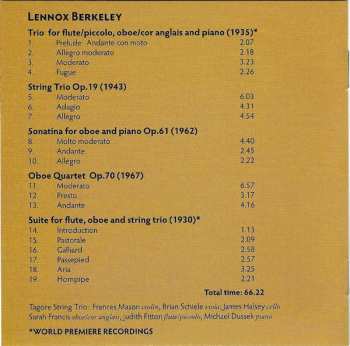 LENNOX BERKELEY
Trio for flute/piccolo, oboe/cor anglais and piano (1935)*
1. Prelude Andante con moto 2.07
2. Allegro moderato 2.18
3. Moderato 3.23
4. Fugue 2.26
String Trio Op.19 (1943)
5. Moderato 6.03
6. Adagio 4.31
7. Allegro 4.54
Sonatina for oboe and piano Op.61 (1962)
8. Molto moderato 4.40
9. Andante 2.45
10. Allegro 2.22
Oboe Quartet Op.70 (1967)
11. Moderato 6.57
12. Presto 3.17
13. Andante 4.16
Suite for flute, oboe and string trio (1930)*
14. Introduction 1.13
15. Pastorale 2.09
16. Galliard 2.58
17. Passepied 2.57
18. Aria 3.25
19. Hornpipe 2.21
Total time: 66.22
Tagore String Trio: Frances Mason violin, Brian Schiele viola, James Halsey cello
Sarah Francis oboe/cor anglais, Judith Fitton flute/piccolo, Michael Dussek piano
*WORLD PREMIERE RECORDINGS